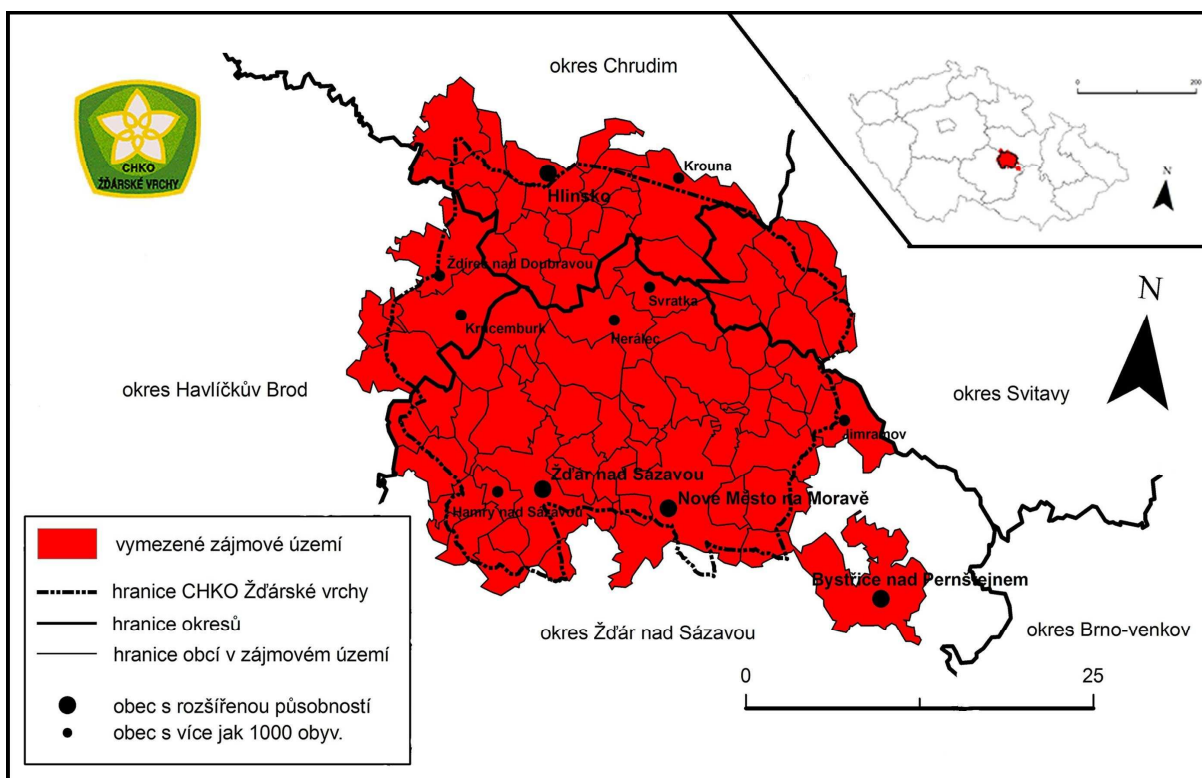 okres Chrudim
0
200
N
CHKO
ŽĎÁRSKÉ VRCHY
Krouna
Hlinsko
Ždírec nad Doubravou
Svratka
Krucemburk
Herálec
N
okres Havlíčkův Brod
okres Svitavy
Jimramov
Žďár nad Sázavou
Nové Město na Moravě
Hamry nad Sázavou
vymezené zájmové území
hranice CHKO Žďárské vrchy
hranice okresů
hranice obcí v zájmovém území
obec s rozšířenou působností
obec s více jak 1000 obyv.
Bystřice nad Pernštejnem
okres Žďár nad Sázavou
okres Brno-venkov
0
25